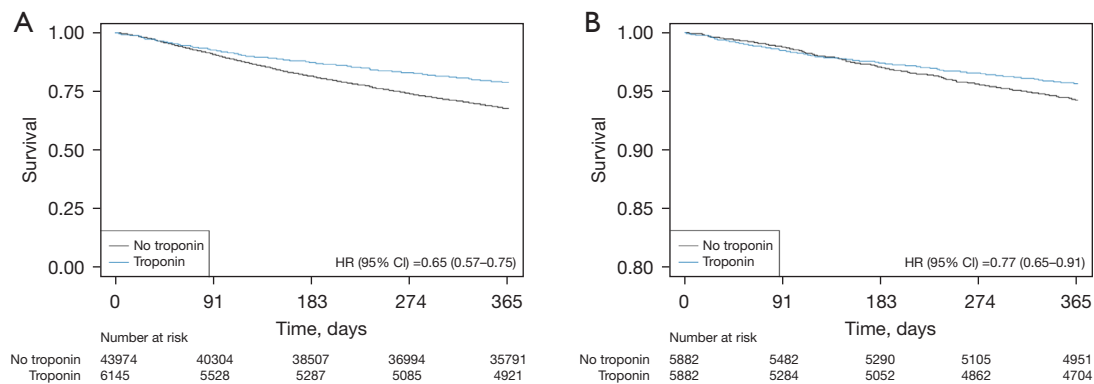 A
1.00
0.75
0.50
0.25
0.00
Survival
No troponin
Troponin
HR (95% CI) =0.65 (0.57–0.75)
0 91 183 274 365
Time, days
Number at risk
No troponin 43974 40304 38507 36994 35791
Troponin 6145 5528 5287 5085 4921
B
1.00
0.95
0.90
0.85
0.80
Survival
No troponin
Troponin
HR (95% CI) =0.77 (0.65–0.91)
0 91 183 274 365
Time, days
Number at risk
No troponin 5882 5482 5290 5105 4951
Troponin 5882 5284 5052 4862 4704